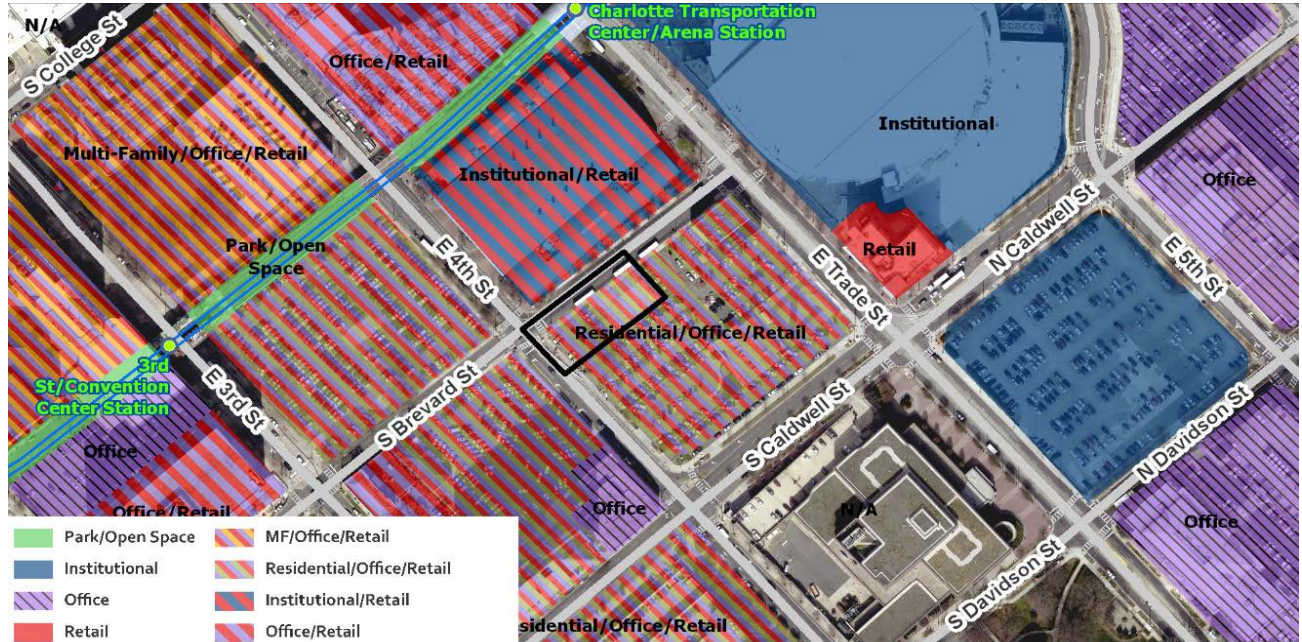 N/A
S College St
Charlotte Transportation
Center/Arena Station
Office/Retail
Institutional
Multi-Family/Office/Retail
Institutional/Retail
Office
N Caldwell St
Park/Open
Space
E 4th St
E Trade St
Retail
E 5th St
Residential/Office/Retail
3rd
St/Convention
Center Station
E 3rd St
S Brevard St
S Caldwell St
N Davidson St
Office
Office/Retail
Office
N/A
Office
S Davidson St
sidential/Office/Retail
Park/Open Space
Institutional
Office
Retail
MF/Office/Retail
Residential/Office/Retail
Institutional/Retail
Office/Retail